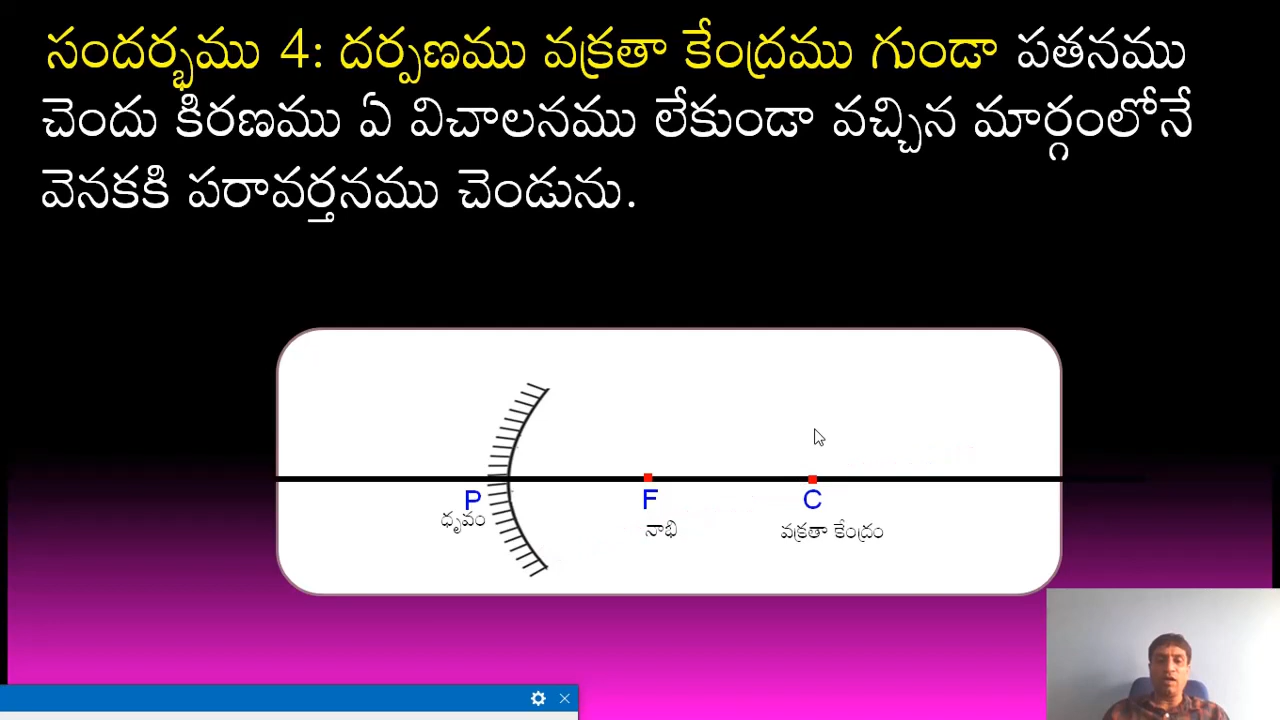 సందర్భము 4: దర్పణము వక్రతా కేంద్రము గుండా పతనము
చెందు కిరణము ఏ విచాలనము లేకుండా వచ్చిన మార్గంలోనే
వెనకకి పరావర్తనము చెండును.
P F C
ధృవం నాభి వక్రతా కేంద్రం